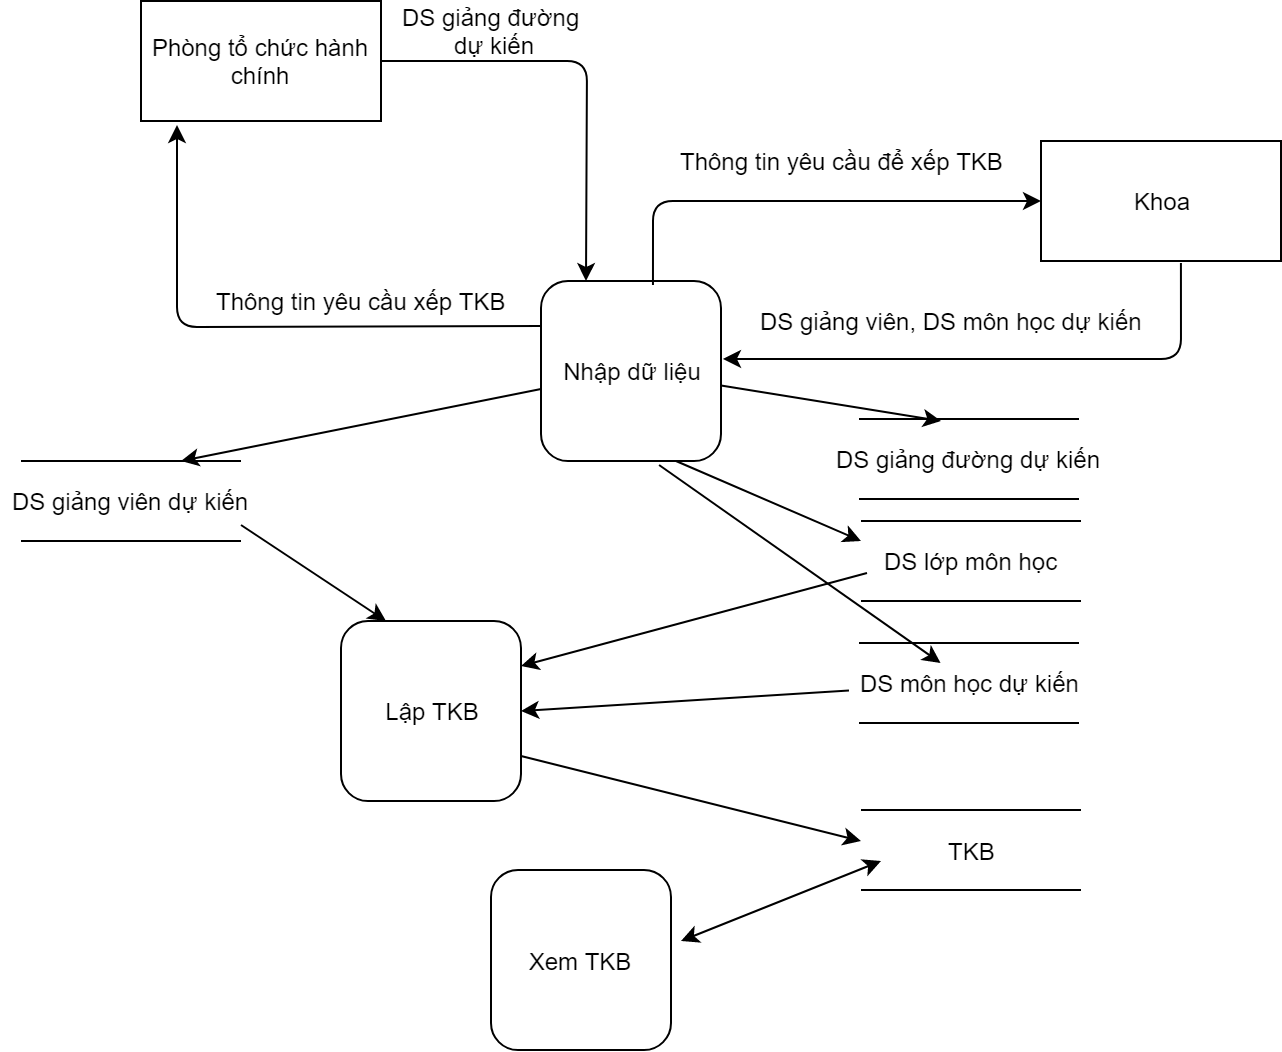 DS giảng đường
dự kiến
Phòng tổ chức hành
chính
Thông tin yêu cầu để xếp TKB
Khoa
Thông tin yêu cầu xếp TKB
DS giảng viên, DS môn học dự kiến
Nhập dữ liệu
DS giảng đường dự kiến
DS giảng viên dự kiến
DS lớp môn học
DS môn học dự kiến
Lập TKB
TKB
Xem TKB